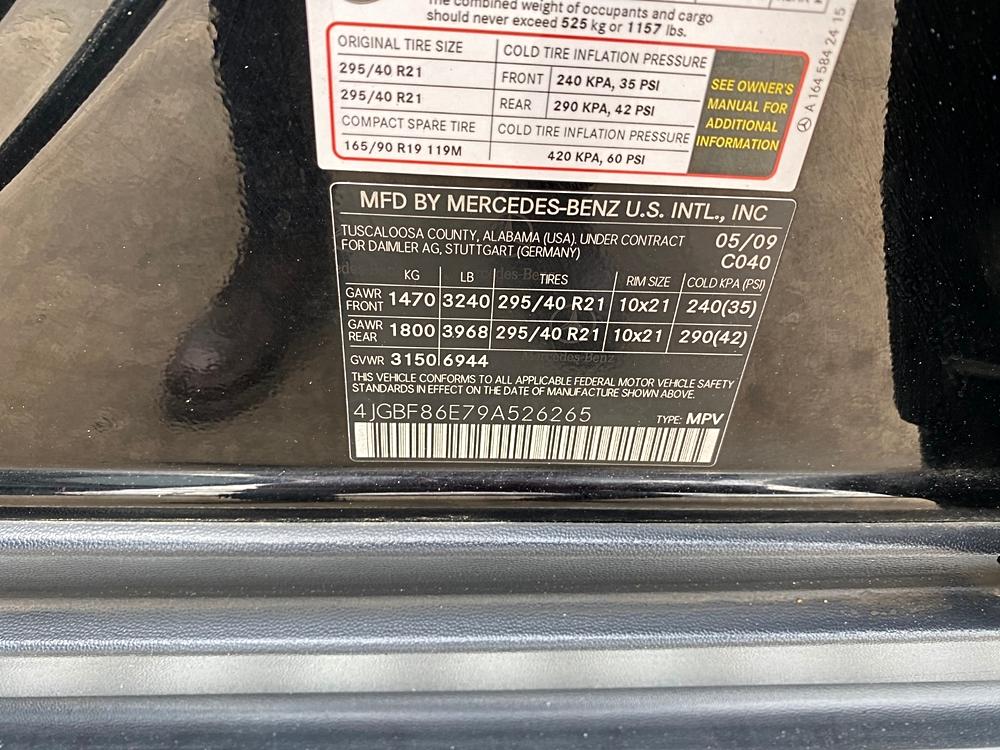 The combined weight of occupants and cargo
should never exceed 525 kg or 1157 lbs.
ORIGINAL TIRE SIZE COLD TIRE INFLATION PRESSURE
295/40 R21 FRONT 240 KPA, 35 PSI
295/40 R21 REAR 290 KPA, 42 PSI
COMPACT SPARE TIRE COLD TIRE INFLATION PRESSURE
165/90 R19 119M 420 KPA, 60 PSI
SEE OWNER'S
MANUAL FOR
ADDITIONAL
INFORMATION
A 164 584 24 15
MFD BY MERCEDES-BENZ U.S. INTL., INC
TUSCALOOSA COUNTY, ALABAMA (USA). UNDER CONTRACT
FOR DAIMLER AG, STUTTGART (GERMANY)
05/09
C040
KG LB TIRES RIM SIZE COLD KPA (PSI)
GAWR FRONT 1470 3240 295/40 R21 10x21 240(35)
GAWR REAR 1800 3968 295/40 R21 10x21 290(42)
GVWR 3150 6944
Mercedes-Benz
THIS VEHICLE CONFORMS TO ALL APPLICABLE FEDERAL MOTOR VEHICLE SAFETY
STANDARDS IN EFFECT ON THE DATE OF MANUFACTURE SHOWN ABOVE.
4JGBF86E79A526265 TYPE: MPV